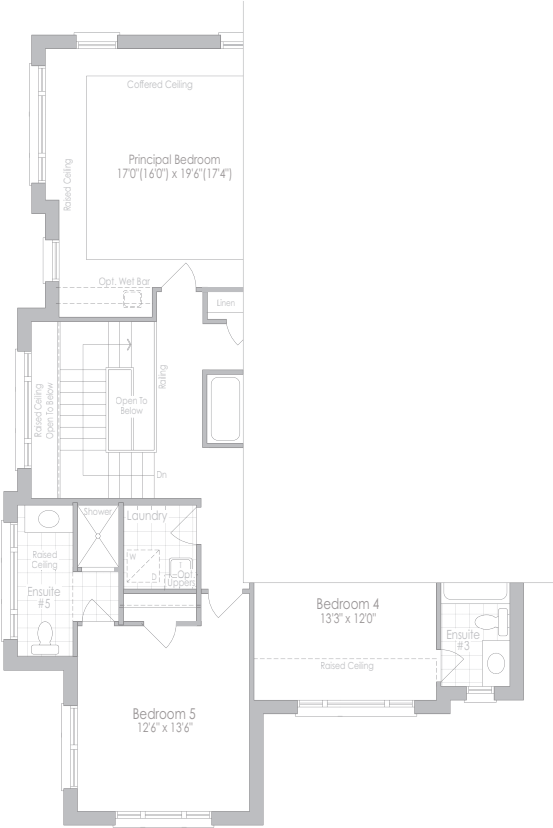 Coffered Ceiling
Principal Bedroom
17'0"(16'0") x 19'6"(17'4")
Raised Ceiling
Opt. Wet Bar
Linen
Raised Ceiling
Open To Below
Railing
Open To
Below
Dn
Shower
Laundry
W
D
Opt.
Uppers
Raised
Ceiling
Ensuite
#5
Bedroom 4
13'3" x 12'0"
Raised Ceiling
Ensuite
#3
Bedroom 5
12'6" x 13'6"